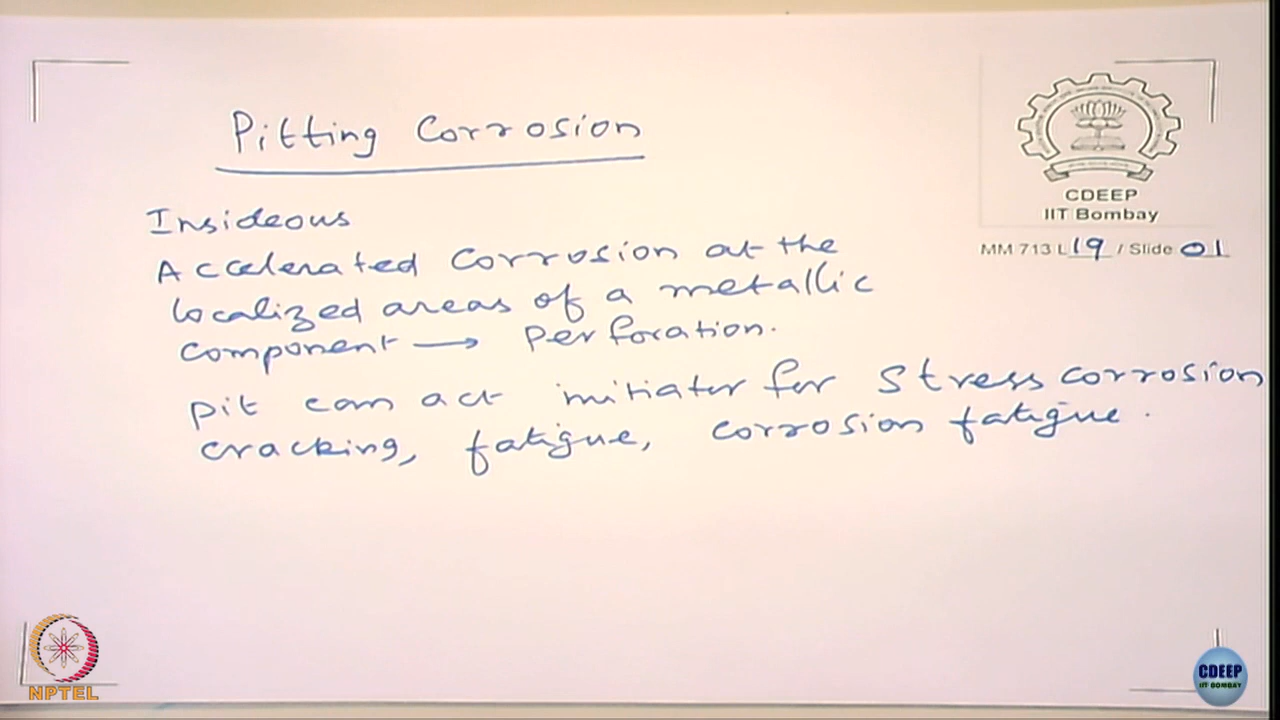 Pitting Corrosion
CDEEP
IIT Bombay
MM 713 L19 / Slide 01
Insideous
Accelerated corrosion at the
localized areas of a metallic
component → Perforation.
pit can act initiator for stress corrosion
cracking, fatigue, corrosion fatigue.
NPTEL
CDEEP
IIT BOMBAY